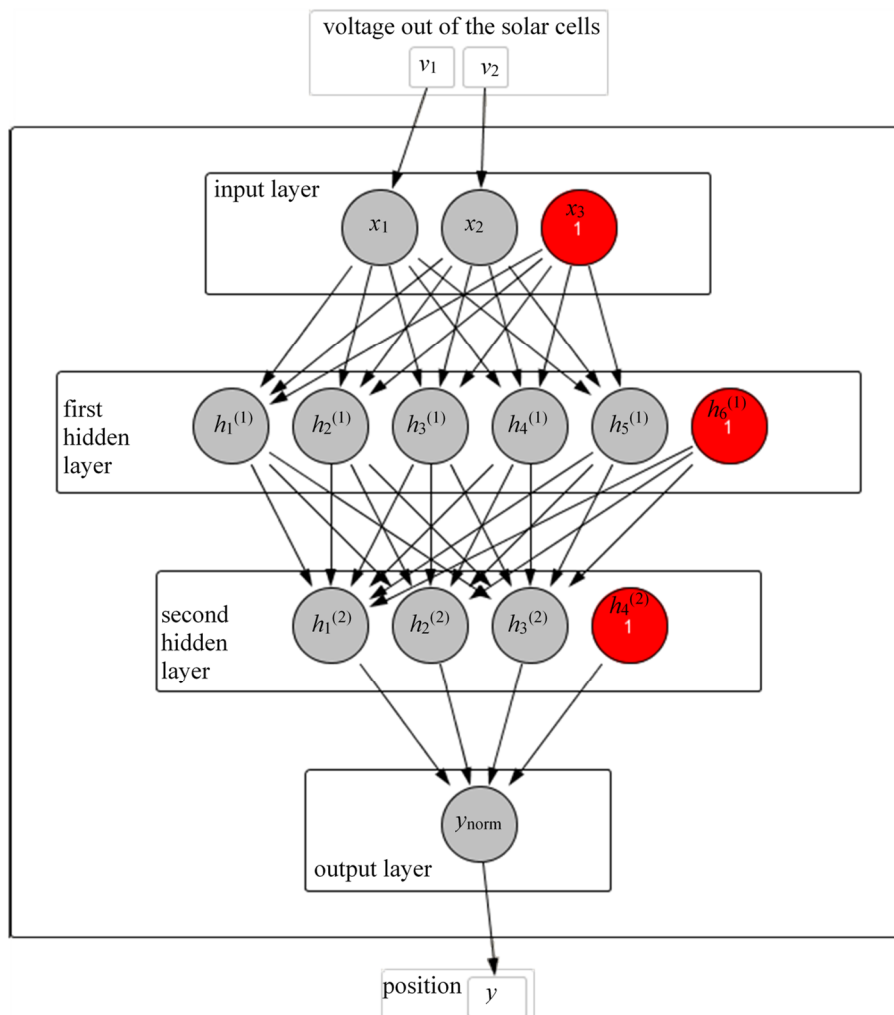 voltage out of the solar cells
v₁ v₂
input layer
x₁ x₂ x₃
1
first
hidden
layer
h₁⁽¹⁾ h₂⁽¹⁾ h₃⁽¹⁾ h₄⁽¹⁾ h₅⁽¹⁾ h₆⁽¹⁾
1
second
hidden
layer
h₁⁽²⁾ h₂⁽²⁾ h₃⁽²⁾ h₄⁽²⁾
1
ynorm
output layer
position y